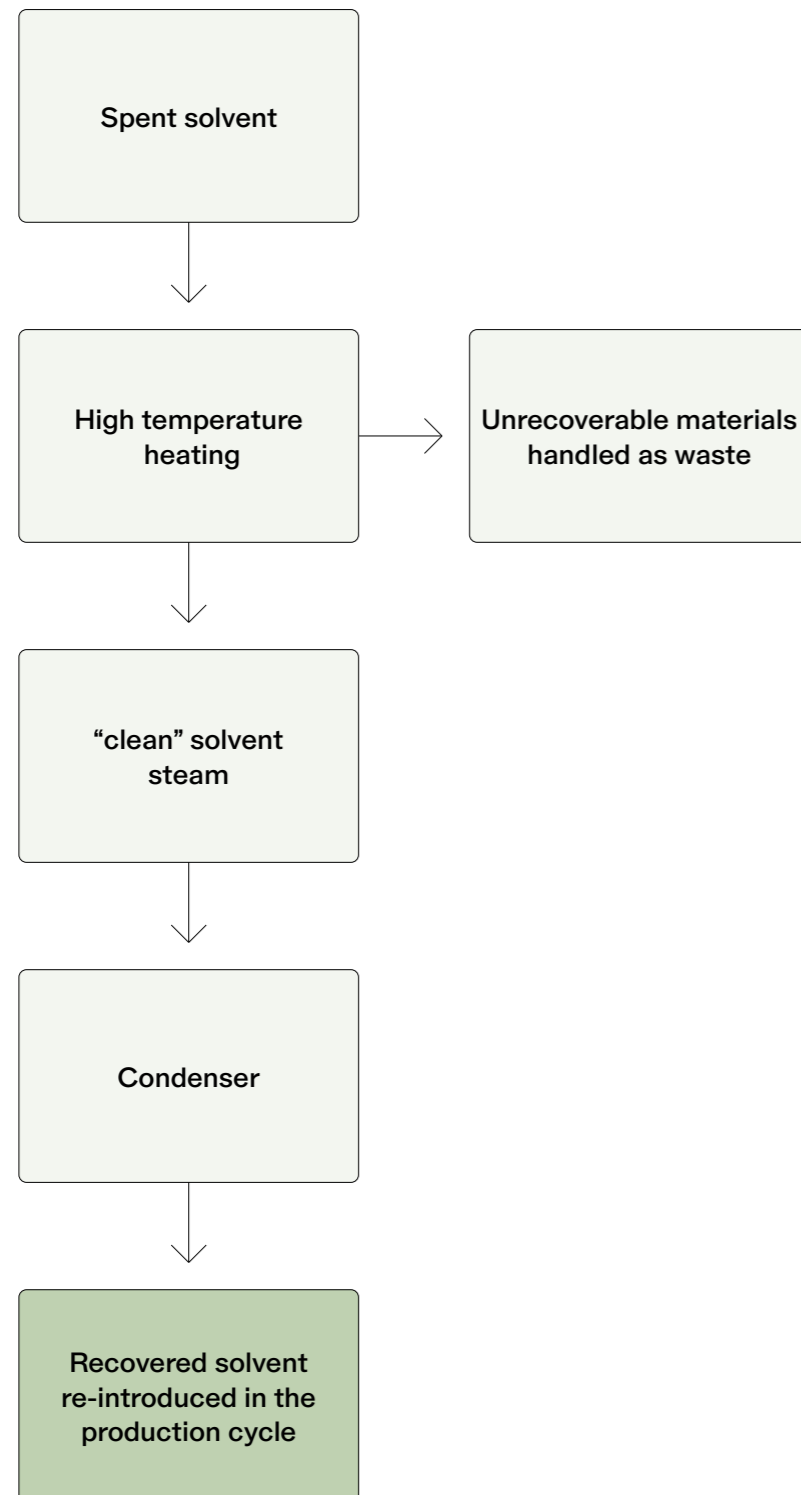 Spent solvent
High temperature
heating
Unrecoverable materials
handled as waste
“clean” solvent
steam
Condenser
Recovered solvent
re-introduced in the
production cycle